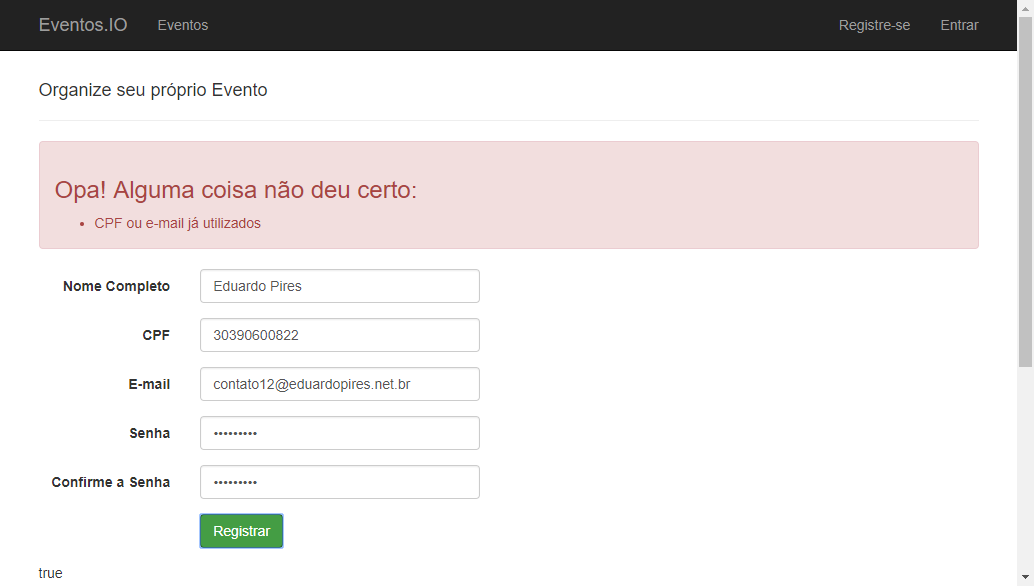 Eventos.IO Eventos Registre-se Entrar
Organize seu próprio Evento
Opa! Alguma coisa não deu certo:
• CPF ou e-mail já utilizados
Nome Completo Eduardo Pires
CPF 30390600822
E-mail contato12@eduardopires.net.br
Senha •••••••••
Confirme a Senha •••••••••
Registrar
true